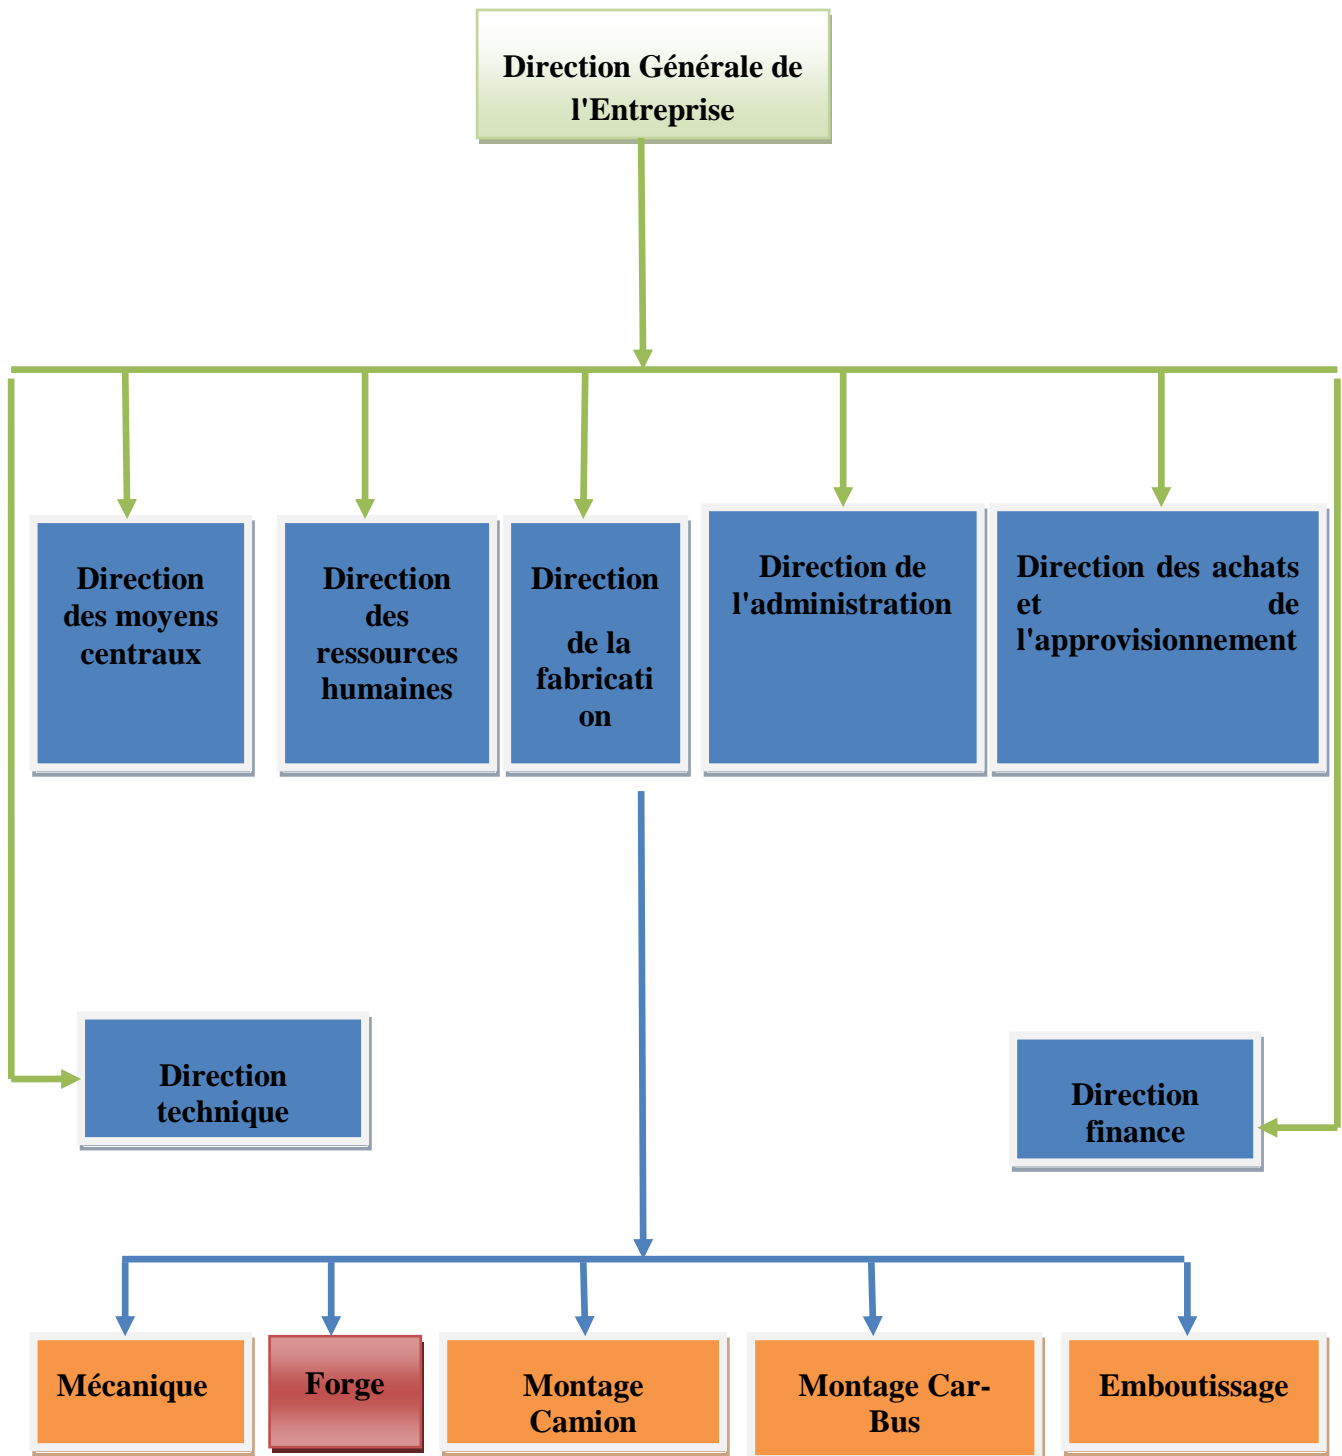 Direction Générale de
l'Entreprise
Direction
des moyens
centraux
Direction
des
ressources
humaines
Direction
de la
fabricati
on
Direction de
l'administration
Direction des achats
et de
l'approvisionnement
Direction
technique
Direction
finance
Mécanique
Forge
Montage
Camion
Montage Car-
Bus
Emboutissage